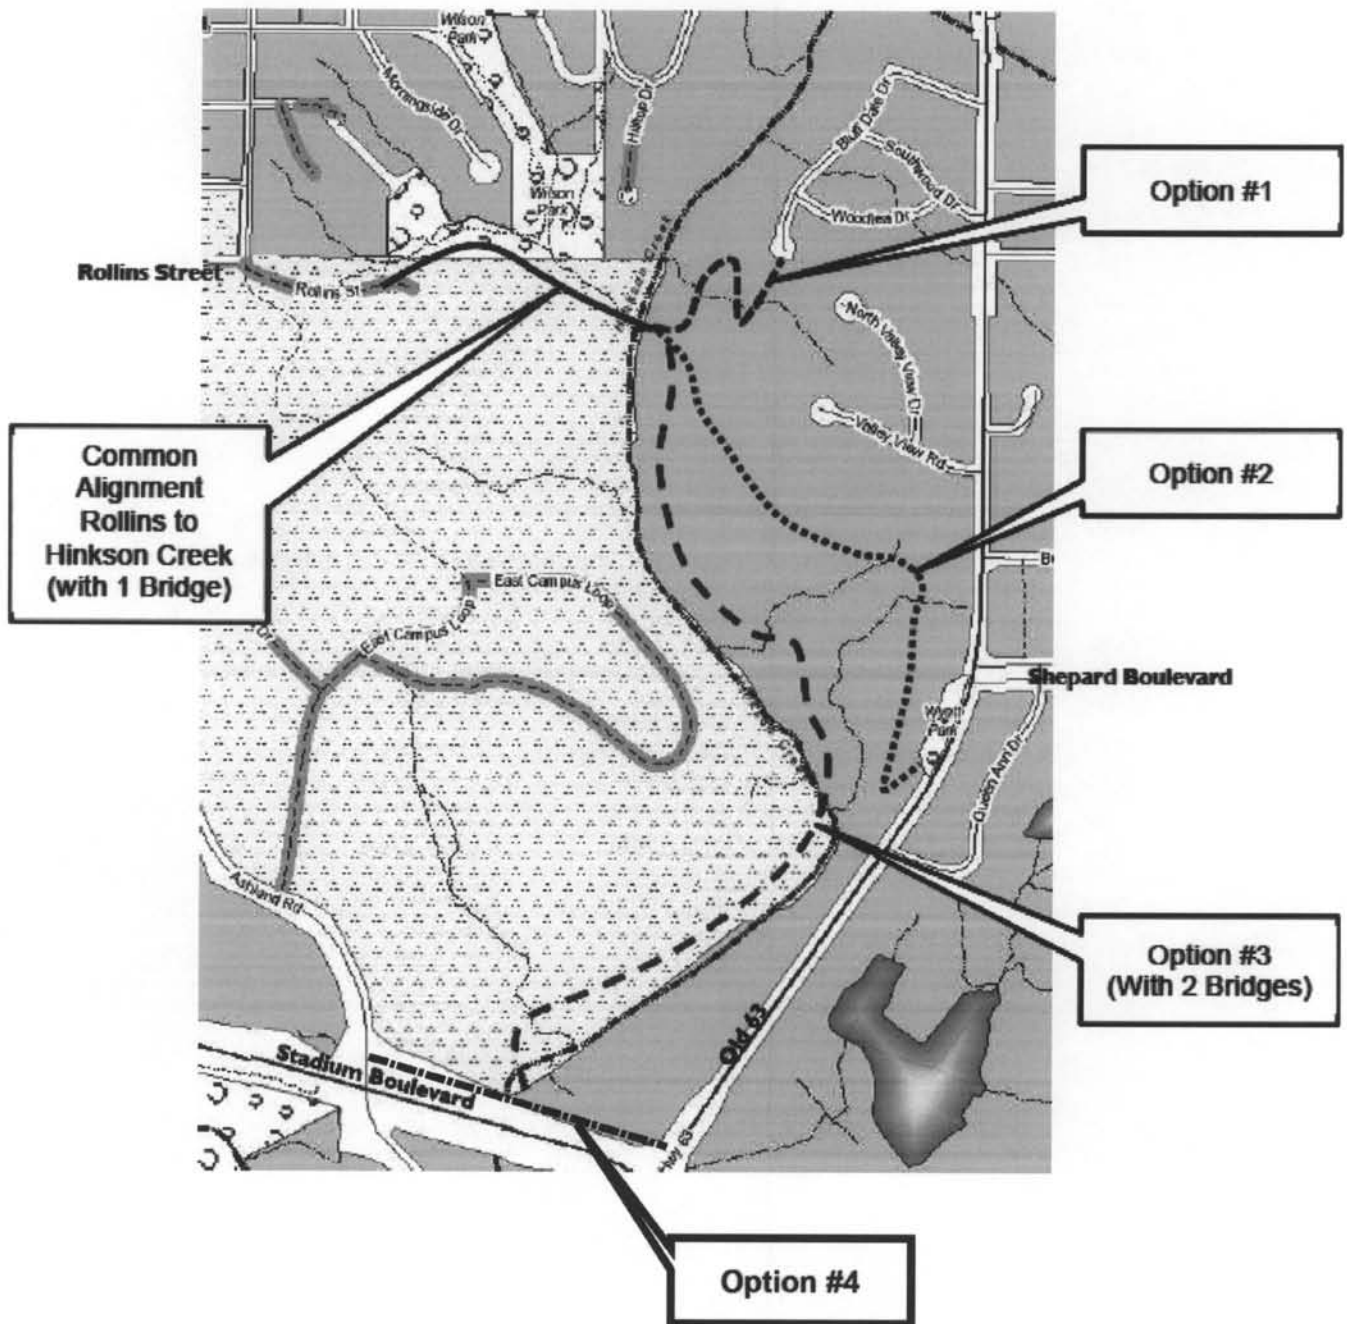 Wilson
Park
Morningside Dr
Hilltop Dr
Bluff Dale Dr
Southwood Dr
Woodlea Dr
Wilson
Park
Option #1
Rollins Street
Rollins St
North Valley View Dr
Valley View Rd
Common
Alignment
Rollins to
Hinkson Creek
(with 1 Bridge)
Option #2
East Campus Loop
East Campus Loop
Shepard Boulevard
Park
Queen Ann Dr
Ashland Rd
Option #3
(With 2 Bridges)
Old 63
Stadium Boulevard
Hwy 63
Option #4